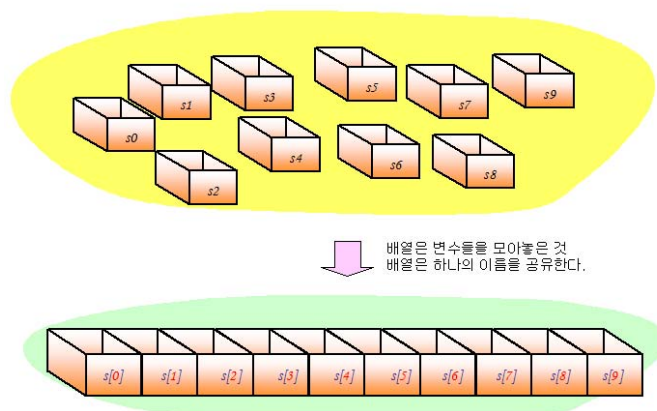 s0
s1
s2
s3
s4
s5
s6
s7
s8
s9
배열은 변수들을 모아놓은 것
배열은 하나의 이름을 공유한다.
s[0] s[1] s[2] s[3] s[4] s[5] s[6] s[7] s[8] s[9]